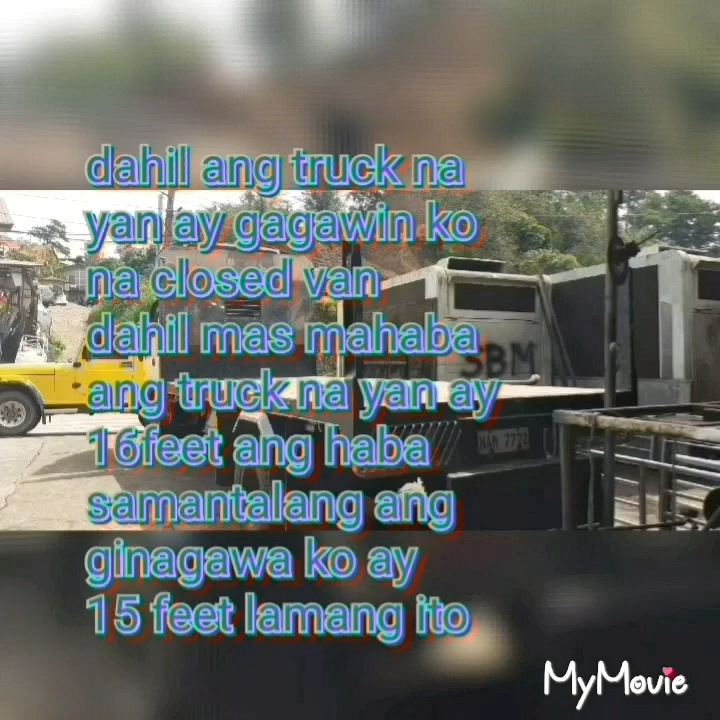 dahil ang truck na
yan ay gagawin ko
na closed van
dahil mas mahaba
ang truck na yan ay
16feet ang haba
samantalang ang
ginagawa ko ay
15 feet lamang ito
SBM
MyMovie